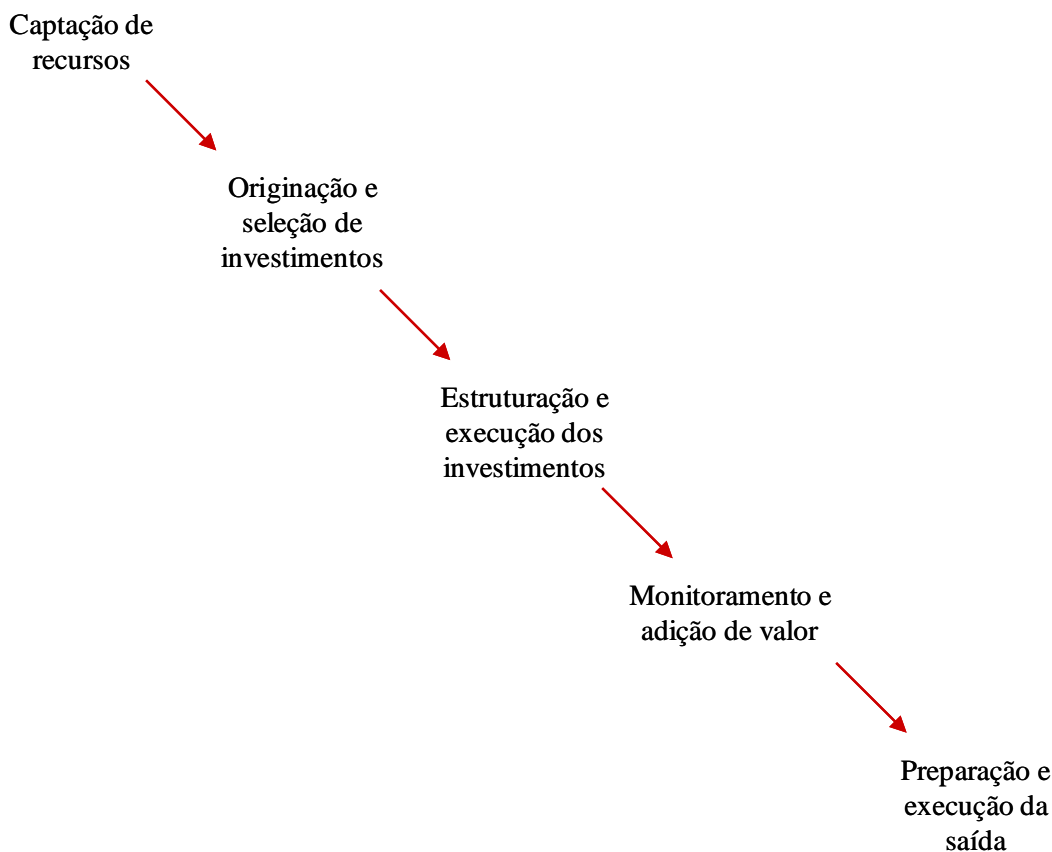 Captação de
recursos
Originação e
seleção de
investimentos
Estruturação e
execução dos
investimentos
Monitoramento e
adição de valor
Preparação e
execução da
saída